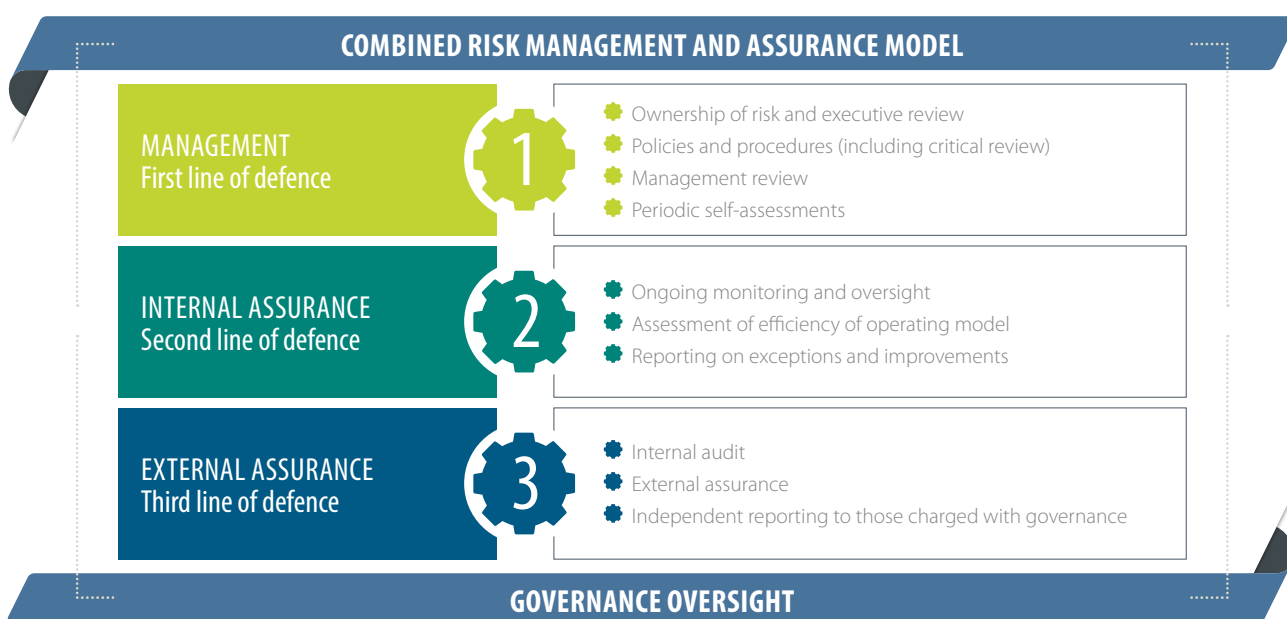 COMBINED RISK MANAGEMENT AND ASSURANCE MODEL
MANAGEMENT
First line of defence
1
Ownership of risk and executive review
Policies and procedures (including critical review)
Management review
Periodic self-assessments
INTERNAL ASSURANCE
Second line of defence
2
Ongoing monitoring and oversight
Assessment of efficiency of operating model
Reporting on exceptions and improvements
EXTERNAL ASSURANCE
Third line of defence
3
Internal audit
External assurance
Independent reporting to those charged with governance
GOVERNANCE OVERSIGHT